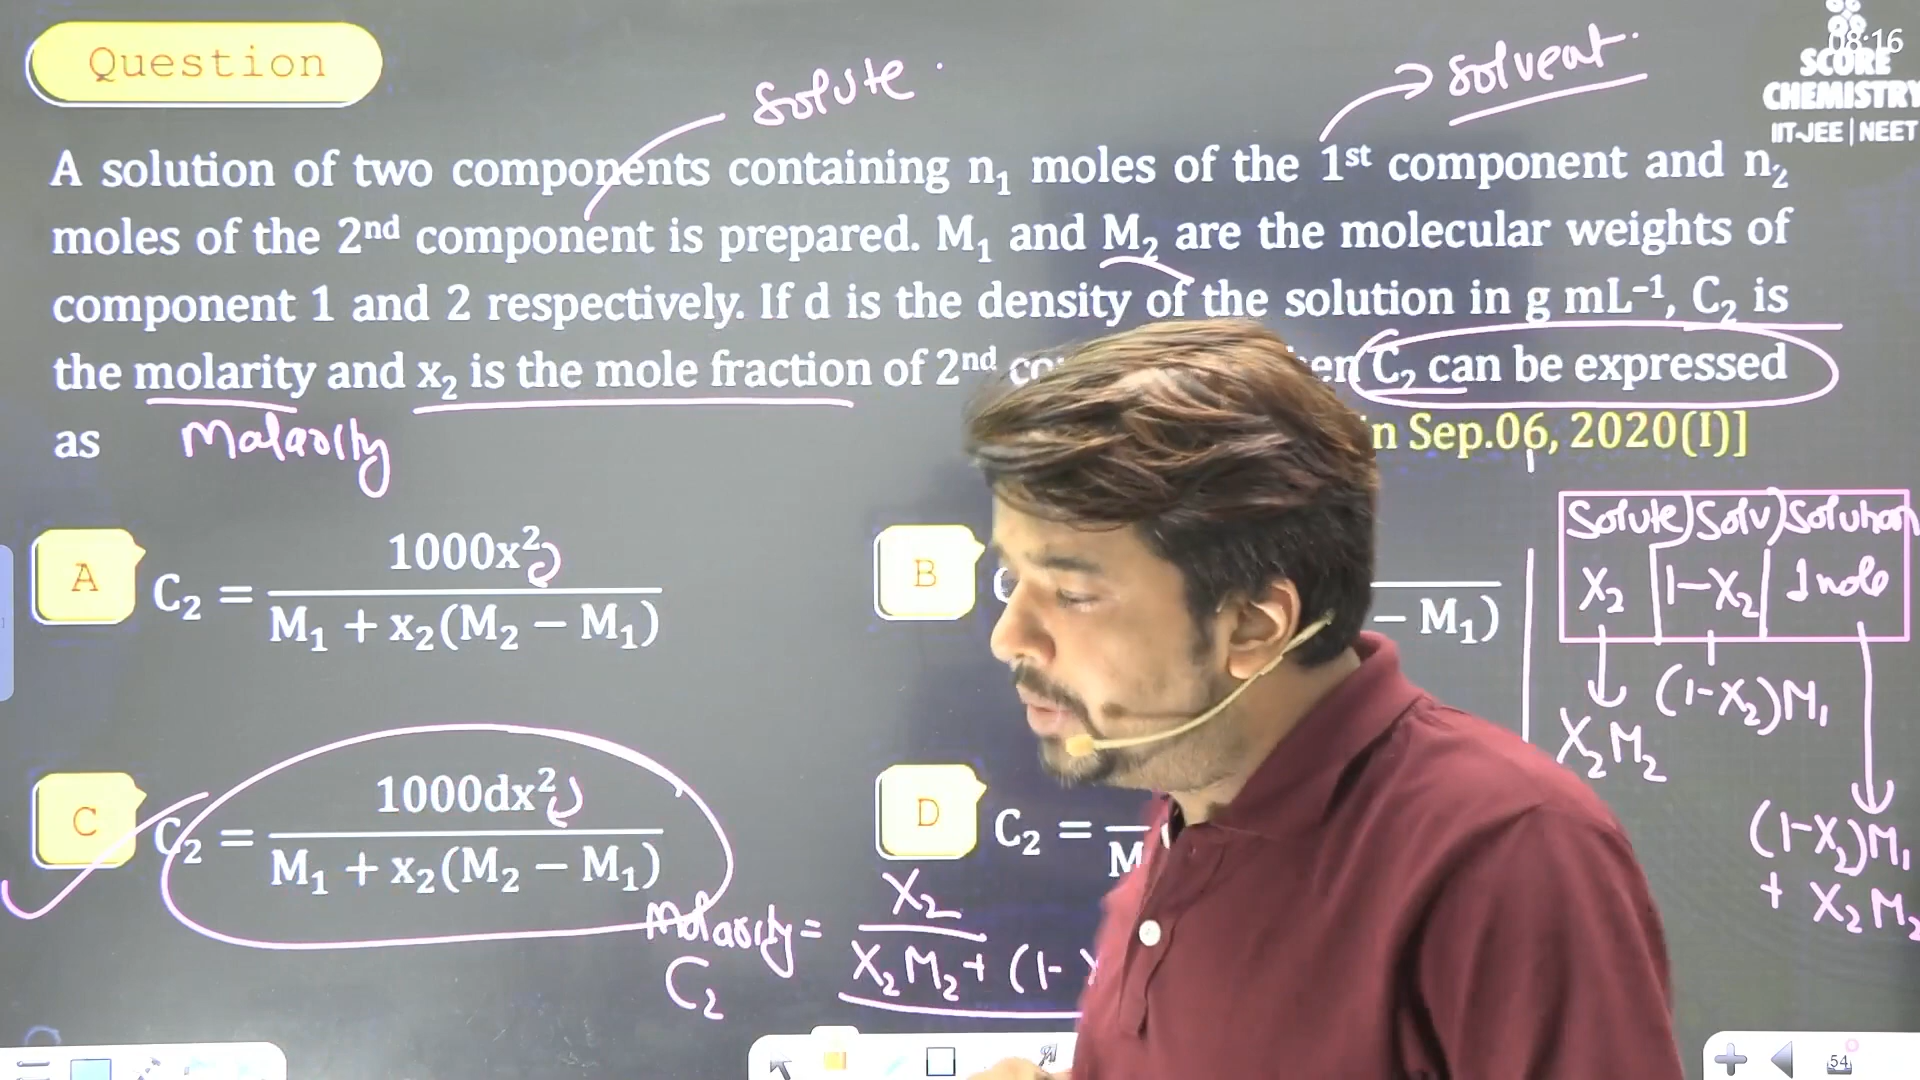 Question
solute
solvent
08:16
SCORE
CHEMISTRY
IIT-JEE | NEET
A solution of two components containing n₁ moles of the 1ˢᵗ component and n₂
moles of the 2ⁿᵈ component is prepared. M₁ and M₂ are the molecular weights of
component 1 and 2 respectively. If d is the density of the solution in g mL⁻¹, C₂ is
the molarity and x₂ is the mole fraction of 2ⁿᵈ C₂ can be expressed
as
Molarity
n Sep.06, 2020(I)]
Solute Solv Solution
X₂ 1-X₂ 1 mole
X₂M₂
(1-X₂)M₁
(1-X₂)M₁
+ X₂M₂
A
C₂ = 1000x² / M₁ + x₂(M₂ − M₁)
B
− M₁)
C
C₂ = 1000dx² / M₁ + x₂(M₂ − M₁)
D
C₂ =
M
Molarity = X₂ / X₂M₂ + (1-
C₂
54